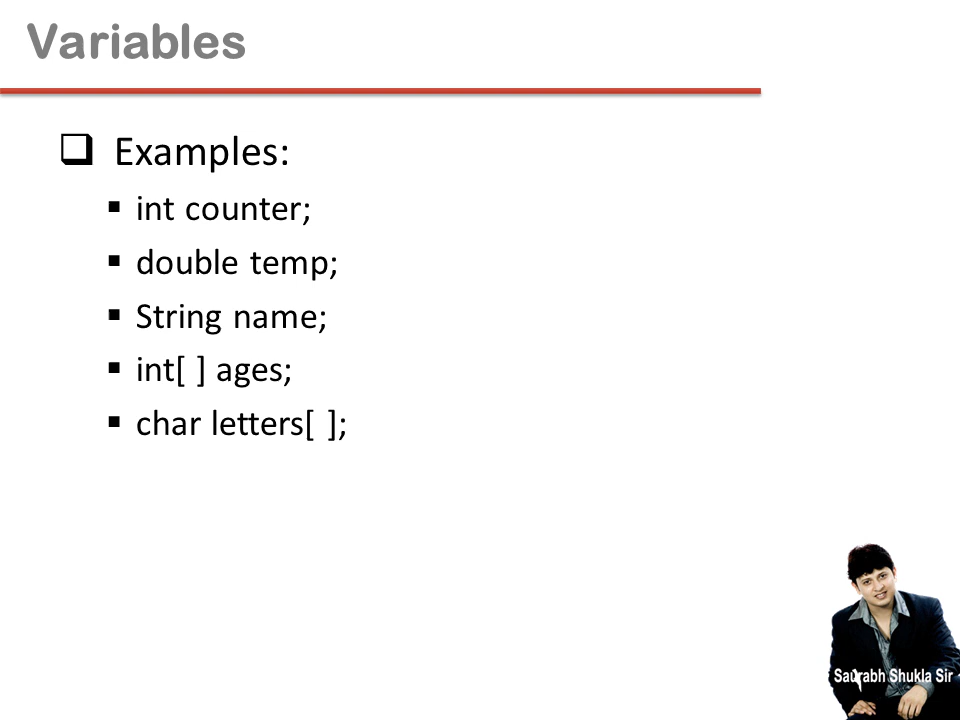 Variables
Examples:
int counter;
double temp;
String name;
int[ ] ages;
char letters[ ];
Saurabh Shukla Sir